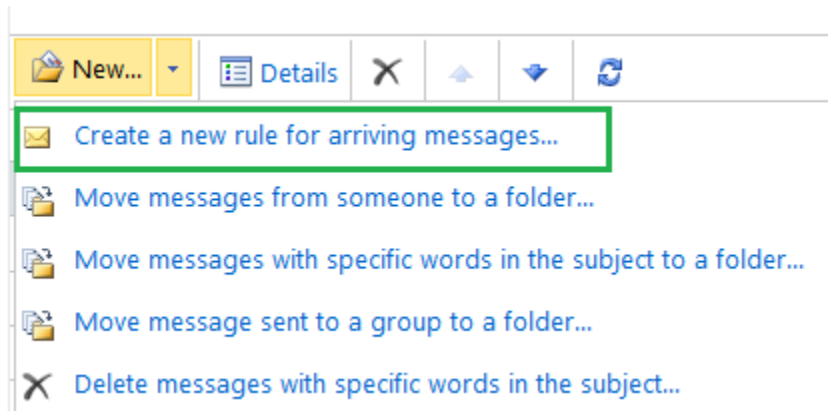 New... Details
Create a new rule for arriving messages...
Move messages from someone to a folder...
Move messages with specific words in the subject to a folder...
Move message sent to a group to a folder...
Delete messages with specific words in the subject...